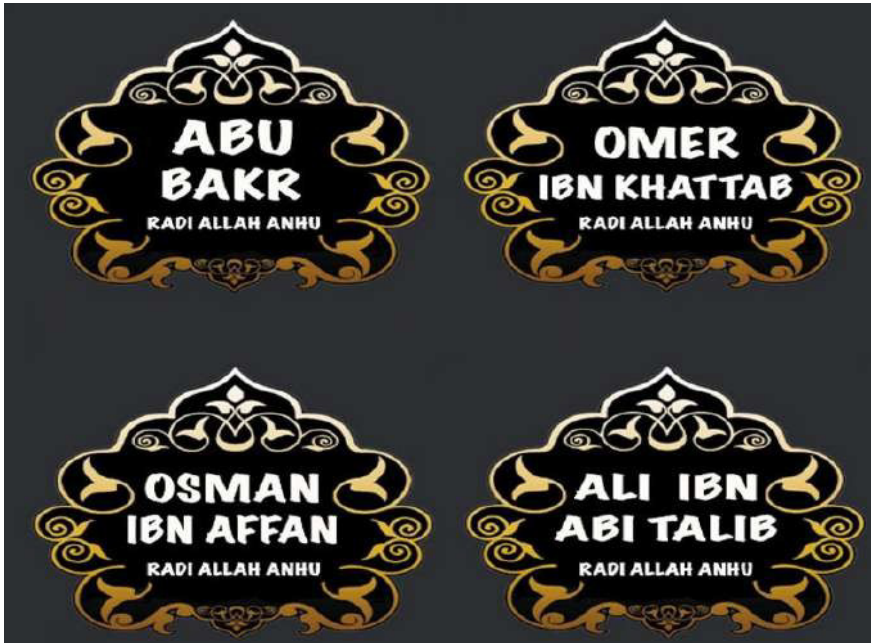 ABU
BAKR
RADI ALLAH ANHU
OMER
IBN KHATTAB
RADI ALLAH ANHU
OSMAN
IBN AFFAN
RADI ALLAH ANHU
ALI IBN
ABI TALIB
RADI ALLAH ANHU